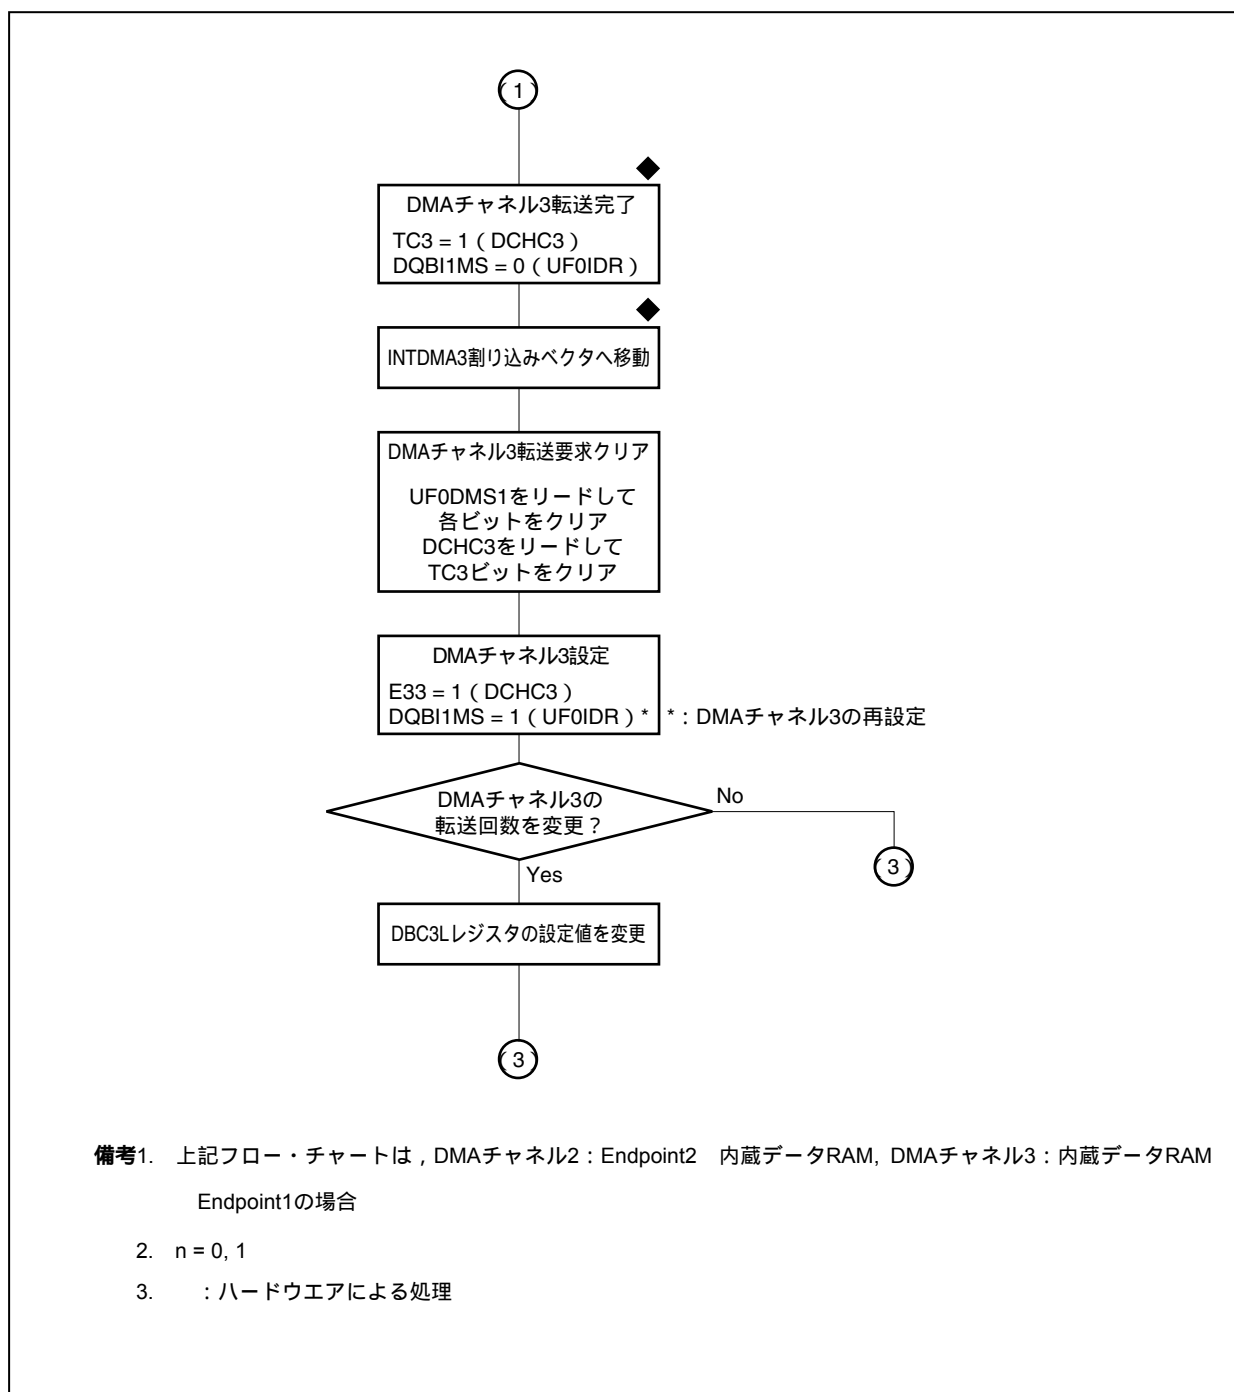 (1)
DMAチャネル3転送完了
TC3 = 1 ( DCHC3 )
DQBI1MS = 0 ( UF0IDR )
INTDMA3割り込みベクタへ移動
DMAチャネル3転送要求クリア
UF0DMS1をリードして
各ビットをクリア
DCHC3をリードして
TC3ビットをクリア
DMAチャネル3設定
E33 = 1 ( DCHC3 )
DQBI1MS = 1 ( UF0IDR ) * *：DMAチャネル3の再設定
DMAチャネル3の
転送回数を変更？
No
(3)
Yes
DBC3Lレジスタの設定値を変更
(3)
備考1. 上記フロー・チャートは，DMAチャネル2：Endpoint2　内蔵データRAM, DMAチャネル3：内蔵データRAM
Endpoint1の場合
2. n = 0, 1
3. ：ハードウエアによる処理